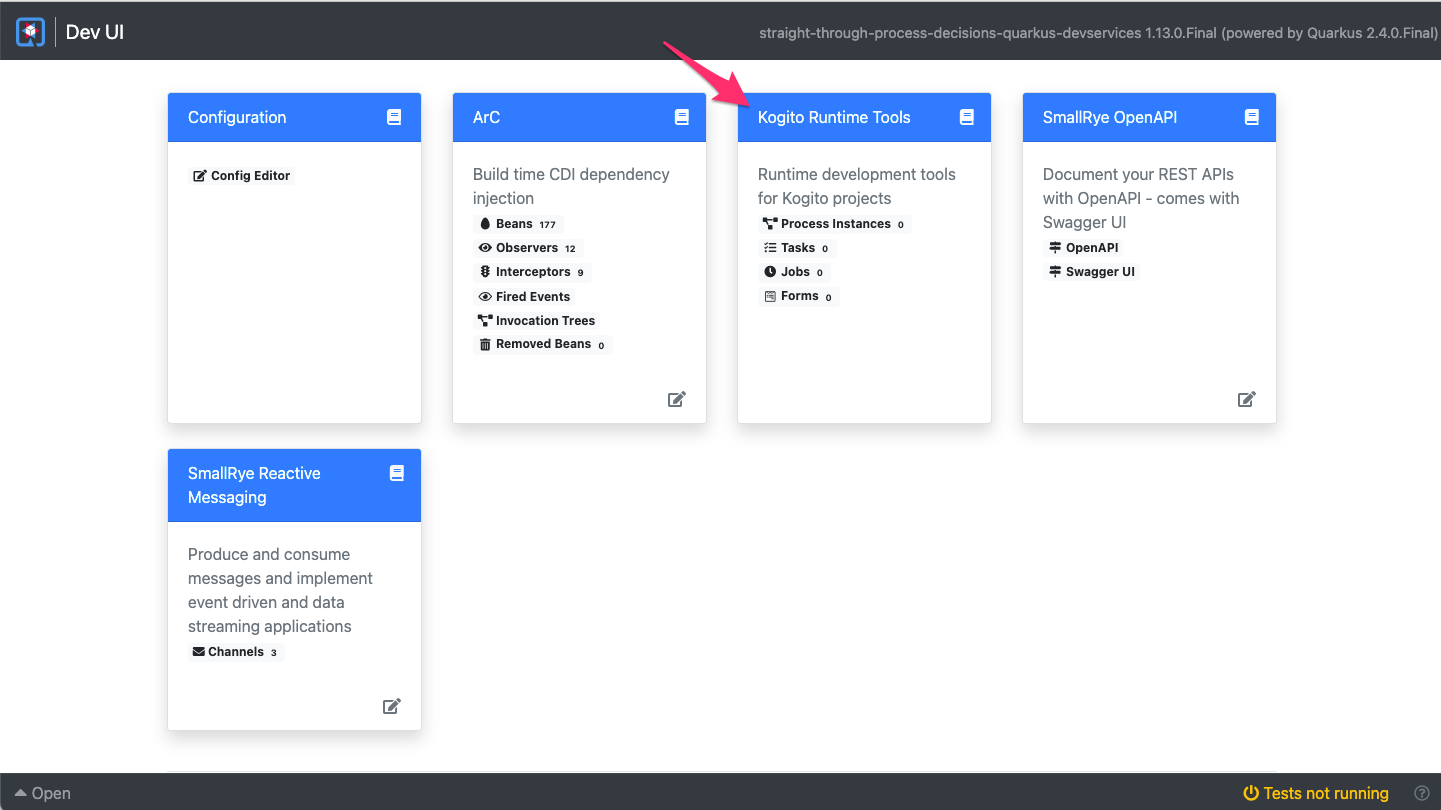 Dev UI
straight-through-process-decisions-quarkus-devservices 1.13.0.Final (powered by Quarkus 2.4.0.Final)
Configuration
Config Editor
ArC
Build time CDI dependency
injection
Beans 177
Observers 12
Interceptors 9
Fired Events
Invocation Trees
Removed Beans 0
Kogito Runtime Tools
Runtime development tools
for Kogito projects
Process Instances 0
Tasks 0
Jobs 0
Forms 0
SmallRye OpenAPI
Document your REST APIs
with OpenAPI - comes with
Swagger UI
OpenAPI
Swagger UI
SmallRye Reactive
Messaging
Produce and consume
messages and implement
event driven and data
streaming applications
Channels 3
Open
Tests not running
?